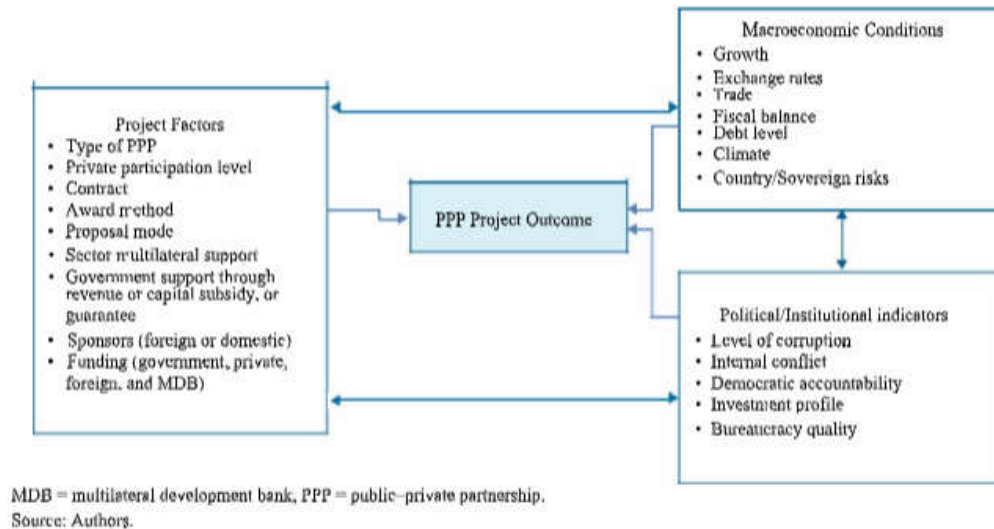 Project Factors
• Type of PPP
• Private participation level
• Contract
• Award method
• Proposal mode
• Sector multilateral support
• Government support through
revenue or capital subsidy, or
guarantee
• Sponsors (foreign or domestic)
• Funding (government, private,
foreign, and MDB)
PPP Project Outcome
Macroeconomic Conditions
• Growth
• Exchange rates
• Trade
• Fiscal balance
• Debt level
• Climate
• Country/Sovereign risks
Political/Institutional indicators
• Level of corruption
• Internal conflict
• Democratic accountability
• Investment profile
• Bureaucracy quality
MDB = multilateral development bank, PPP = public–private partnership.
Source: Authors.